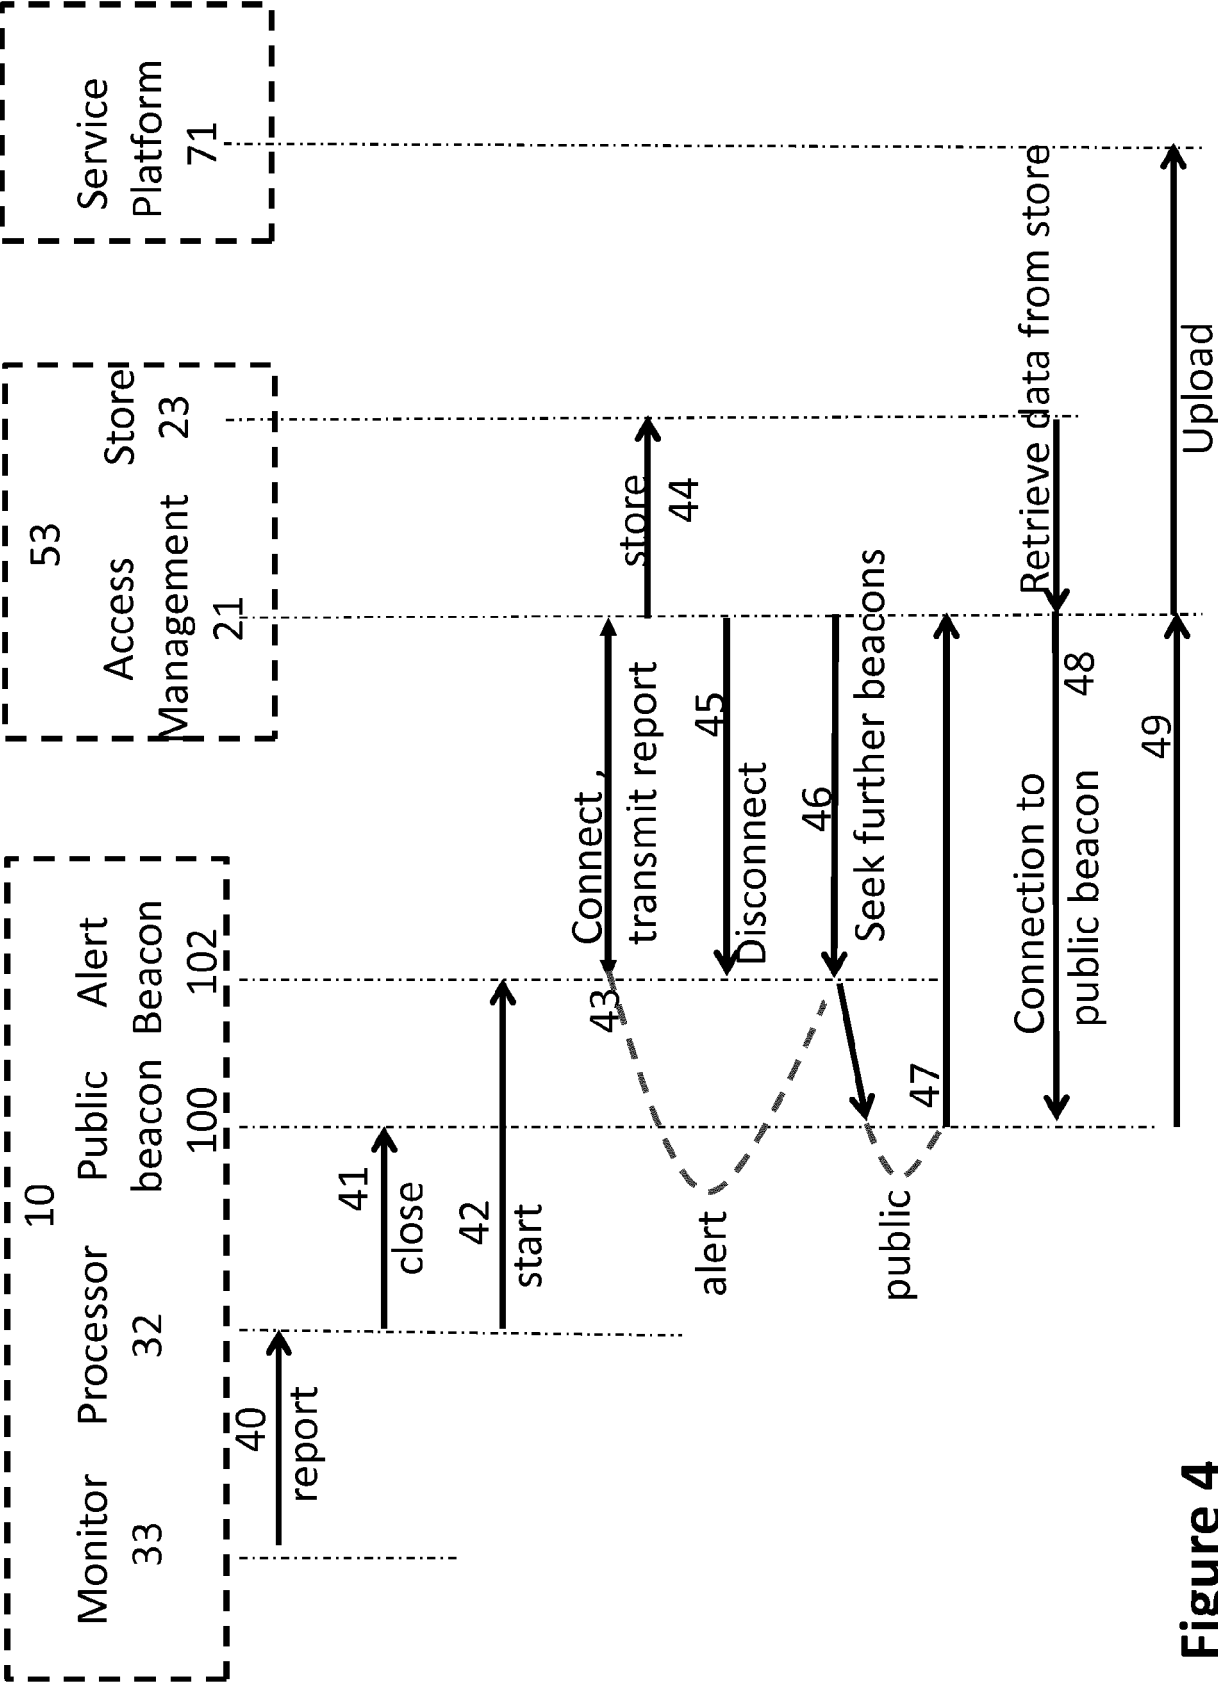 10
Monitor
33
Processor
32
Public
beacon
100
Alert
Beacon
102
53
Access
Management
21
Store
23
Service
Platform
71
40
report
41
close
42
start
43
Connect ,
transmit report
store
44
alert
45
Disconnect
46
Seek further beacons
public
47
Retrieve data from store
48
Connection to
public beacon
49
Upload
Figure 4